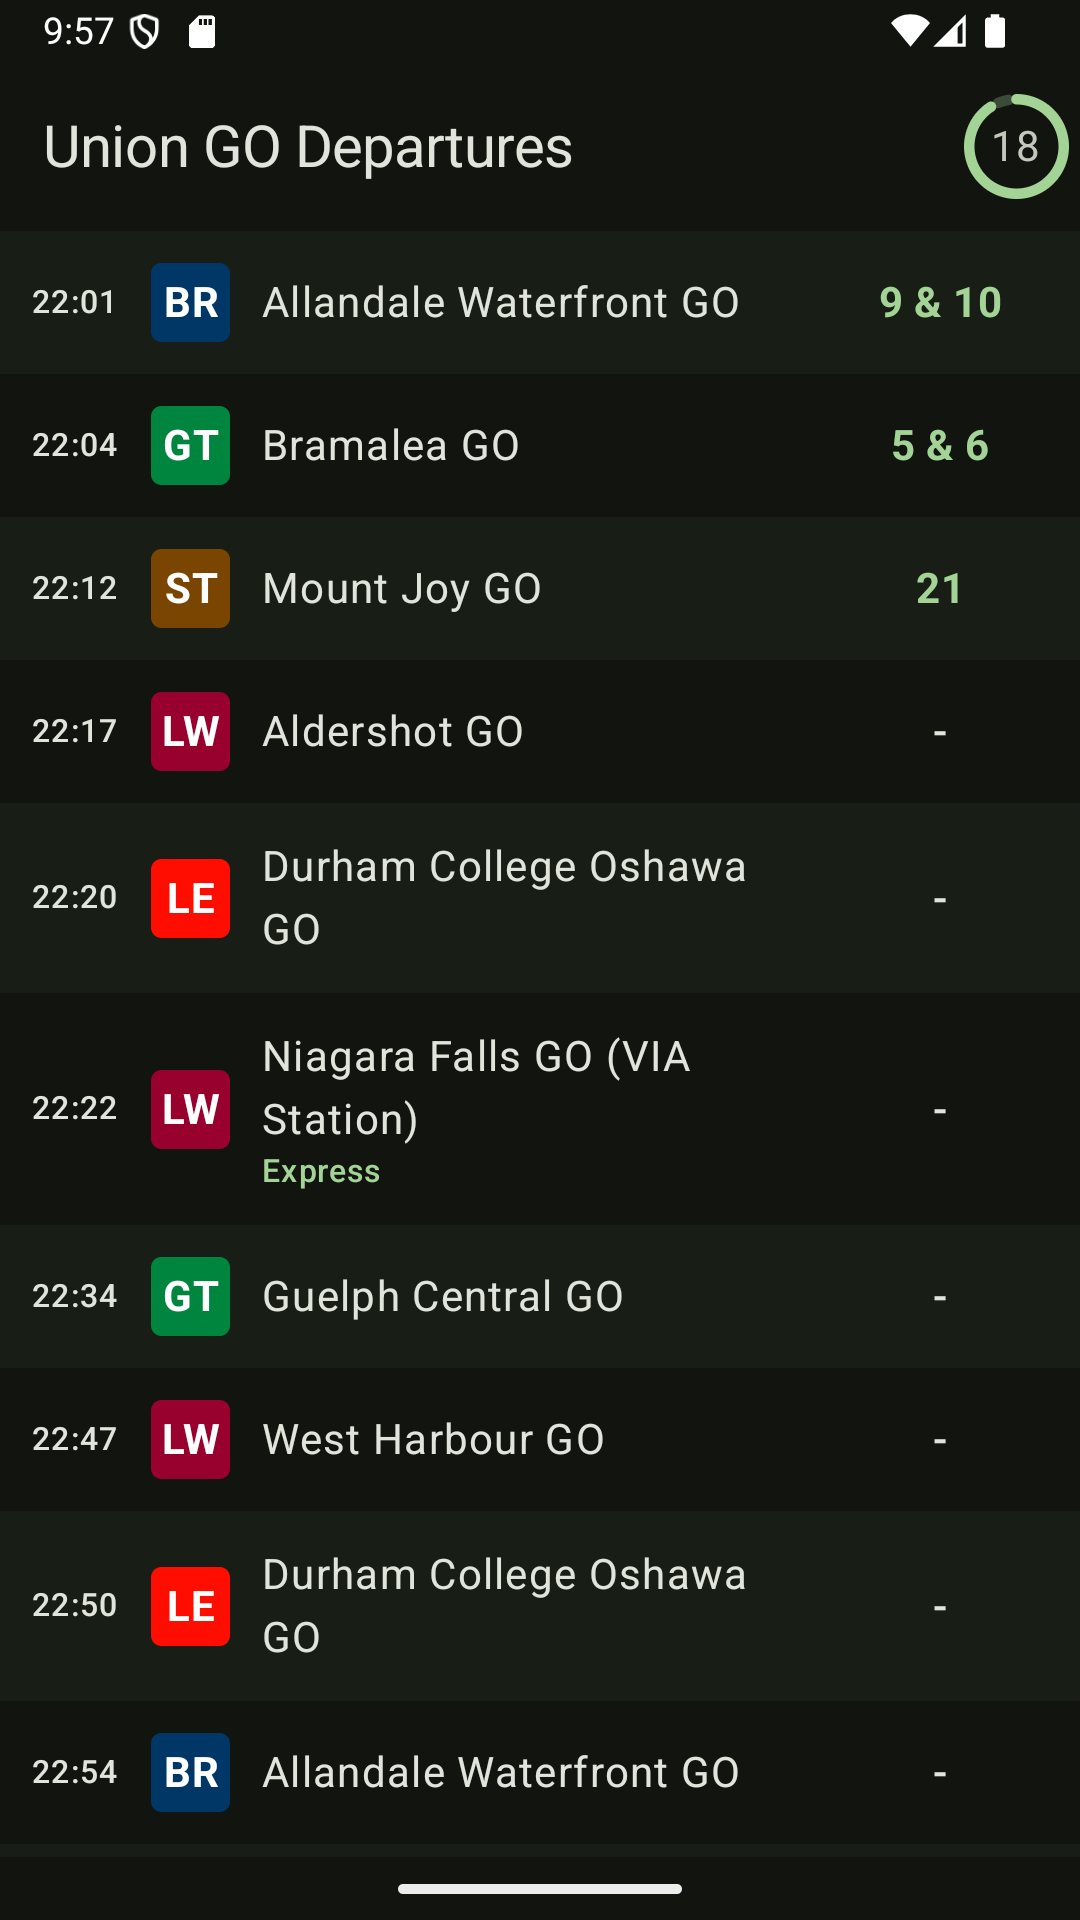 9:57
Union GO Departures
18
22:01 BR Allandale Waterfront GO 9 & 10
22:04 GT Bramalea GO 5 & 6
22:12 ST Mount Joy GO 21
22:17 LW Aldershot GO -
22:20 LE Durham College Oshawa
GO -
22:22 LW Niagara Falls GO (VIA
Station) -
Express
22:34 GT Guelph Central GO -
22:47 LW West Harbour GO -
22:50 LE Durham College Oshawa
GO -
22:54 BR Allandale Waterfront GO -